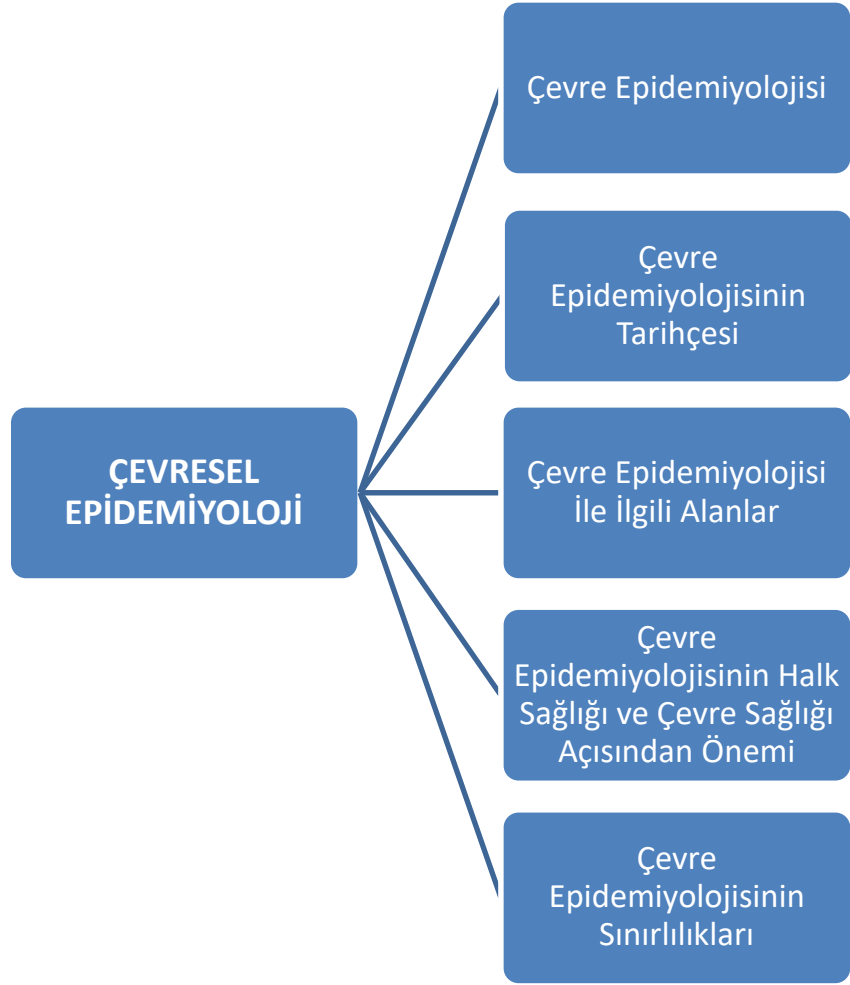 ÇEVRESEL
EPİDEMİYOLOJİ
Çevre Epidemiyolojisi
Çevre
Epidemiyolojisinin
Tarihçesi
Çevre Epidemiyolojisi
İle İlgili Alanlar
Çevre
Epidemiyolojisinin Halk
Sağlığı ve Çevre Sağlığı
Açısından Önemi
Çevre
Epidemiyolojisinin
Sınırlılıkları